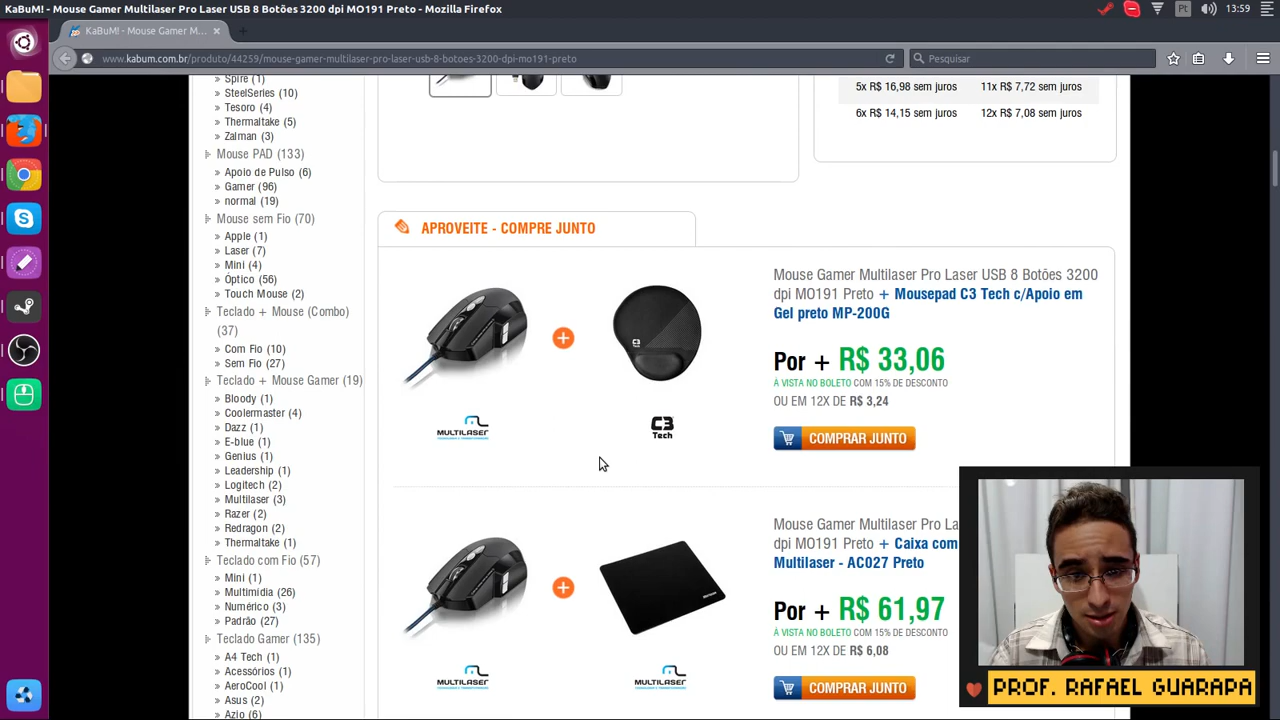 KaBuM! - Mouse Gamer Multilaser Pro Laser USB 8 Botões 3200 dpi MO191 Preto - Mozilla Firefox
Pt
13:59
KaBuM! - Mouse Gamer M...
www.kabum.com.br/produto/44259/mouse-gamer-multilaser-pro-laser-usb-8-botoes-3200-dpi-mo191-preto
Pesquisar
Spire (1)
SteelSeries (10)
Tesoro (4)
Thermaltake (5)
Zalman (3)
Mouse PAD (133)
Apoio de Pulso (6)
Gamer (96)
normal (19)
Mouse sem Fio (70)
Apple (1)
Laser (7)
Mini (4)
Óptico (56)
Touch Mouse (2)
Teclado + Mouse (Combo)
(37)
Com Fio (10)
Sem Fio (27)
Teclado + Mouse Gamer (19)
Bloody (1)
Coolermaster (4)
Dazz (1)
E-blue (1)
Genius (1)
Leadership (1)
Logitech (2)
Multilaser (3)
Razer (2)
Redragon (2)
Thermaltake (1)
Teclado com Fio (57)
Mini (1)
Multimídia (26)
Numérico (3)
Padrão (27)
Teclado Gamer (135)
A4 Tech (1)
Acessórios (1)
AeroCool (1)
Asus (2)
Azio (6)
5x R$ 16,98 sem juros
11x R$ 7,72 sem juros
6x R$ 14,15 sem juros
12x R$ 7,08 sem juros
APROVEITE - COMPRE JUNTO
Mouse Gamer Multilaser Pro Laser USB 8 Botões 3200
dpi MO191 Preto + Mousepad C3 Tech c/Apoio em
Gel preto MP-200G
Por + R$ 33,06
À VISTA NO BOLETO COM 15% DE DESCONTO
OU EM 12X DE R$ 3,24
COMPRAR JUNTO
MULTILASER
C3
Tech
Mouse Gamer Multilaser Pro La
dpi MO191 Preto + Caixa com
Multilaser - AC027 Preto
Por + R$ 61,97
À VISTA NO BOLETO COM 15% DE DESCONTO
OU EM 12X DE R$ 6,08
COMPRAR JUNTO
MULTILASER
MULTILASER
PROF. RAFAEL GUARAPA